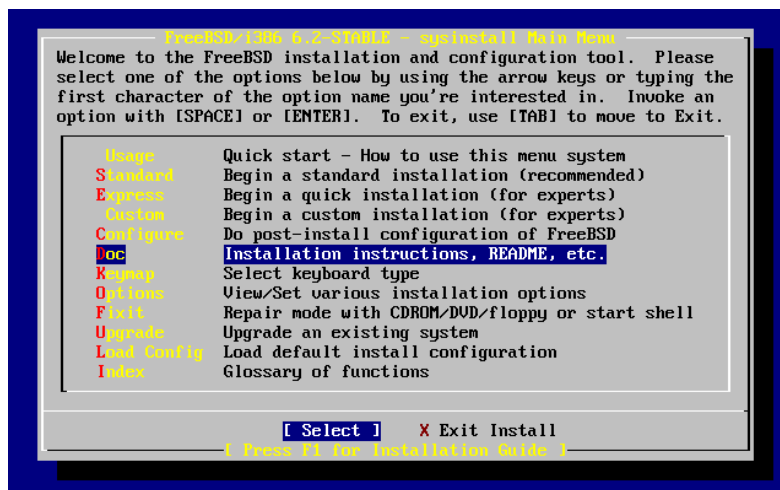 FreeBSD/i386 6.2-STABLE - sysinstall Main Menu
Welcome to the FreeBSD installation and configuration tool. Please
select one of the options below by using the arrow keys or typing the
first character of the option name you're interested in. Invoke an
option with [SPACE] or [ENTER]. To exit, use [TAB] to move to Exit.
Usage Quick start - How to use this menu system
Standard Begin a standard installation (recommended)
Express Begin a quick installation (for experts)
Custom Begin a custom installation (for experts)
Configure Do post-install configuration of FreeBSD
Doc Installation instructions, README, etc.
Keymap Select keyboard type
Options View/Set various installation options
Fixit Repair mode with CDROM/DVD/floppy or start shell
Upgrade Upgrade an existing system
Load Config Load default install configuration
Index Glossary of functions
[ Select ] X Exit Install
[ Press F1 for Installation Guide ]